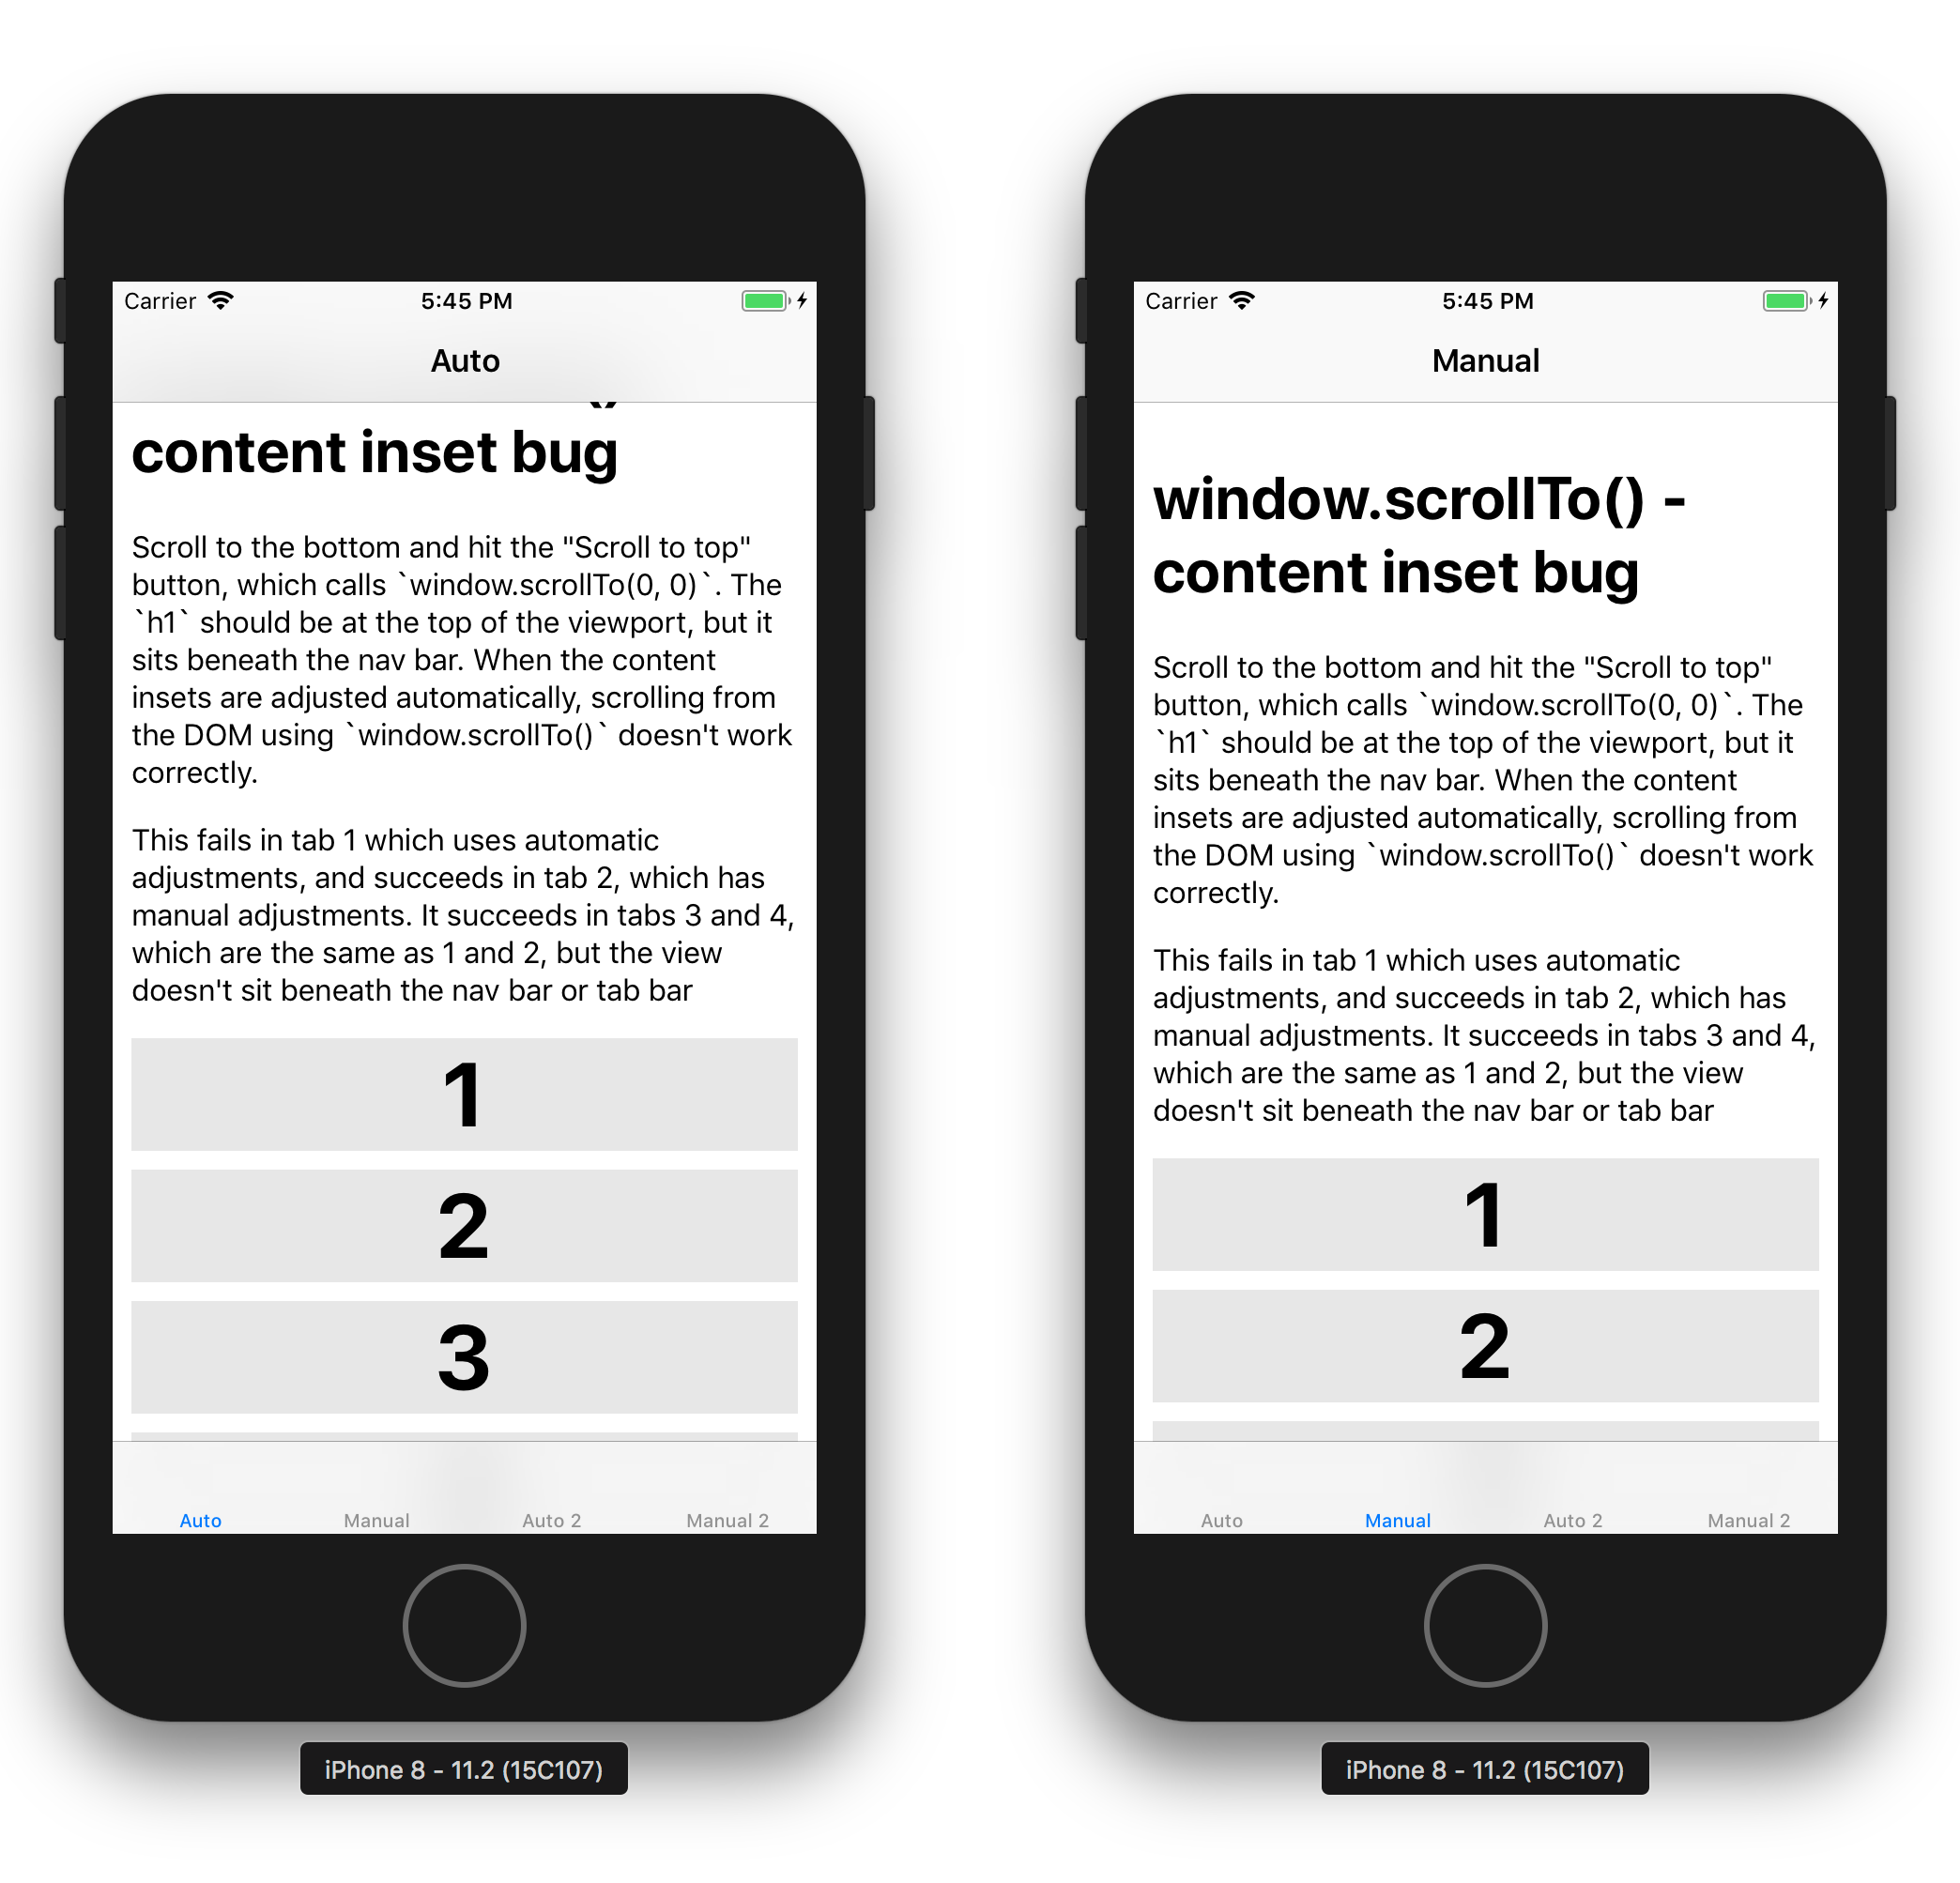 Carrier 5:45 PM
Auto
content inset bug
Scroll to the bottom and hit the "Scroll to top"
button, which calls `window.scrollTo(0, 0)`. The
`h1` should be at the top of the viewport, but it
sits beneath the nav bar. When the content
insets are adjusted automatically, scrolling from
the DOM using `window.scrollTo()` doesn't work
correctly.
This fails in tab 1 which uses automatic
adjustments, and succeeds in tab 2, which has
manual adjustments. It succeeds in tabs 3 and 4,
which are the same as 1 and 2, but the view
doesn't sit beneath the nav bar or tab bar
1
2
3
Auto Manual Auto 2 Manual 2
iPhone 8 - 11.2 (15C107)
Carrier 5:45 PM
Manual
window.scrollTo() -
content inset bug
Scroll to the bottom and hit the "Scroll to top"
button, which calls `window.scrollTo(0, 0)`. The
`h1` should be at the top of the viewport, but it
sits beneath the nav bar. When the content
insets are adjusted automatically, scrolling from
the DOM using `window.scrollTo()` doesn't work
correctly.
This fails in tab 1 which uses automatic
adjustments, and succeeds in tab 2, which has
manual adjustments. It succeeds in tabs 3 and 4,
which are the same as 1 and 2, but the view
doesn't sit beneath the nav bar or tab bar
1
2
Auto Manual Auto 2 Manual 2
iPhone 8 - 11.2 (15C107)